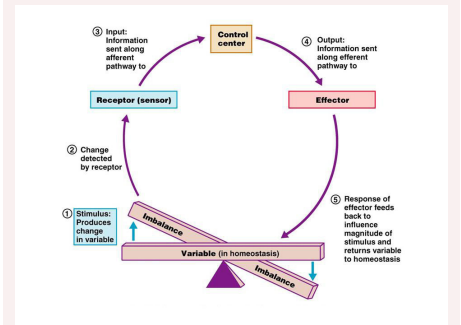 ③ Input:
Information
sent along
afferent
pathway to
Control
center
④ Output:
Information sent
along efferent
pathway to
Receptor (sensor)
Effector
② Change
detected
by receptor
① Stimulus:
Produces
change
in variable
Imbalance
Variable (in homeostasis)
Imbalance
⑤ Response of
effector feeds
back to
influence
magnitude of
stimulus and
returns variable
to homeostasis